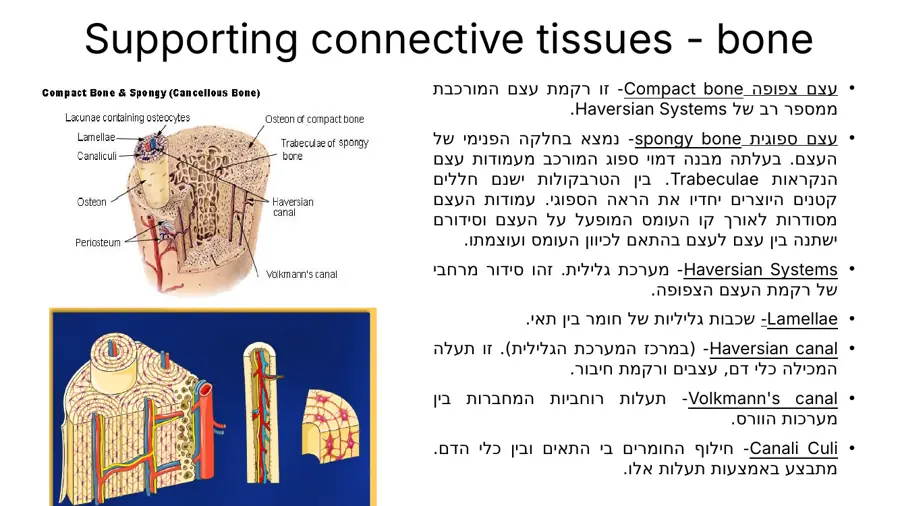 Supporting connective tissues - bone
Compact Bone & Spongy (Cancellous Bone)
Lacunae containing osteocytes
Lamellae
Canaliculi
Osteon
Periosteum
Osteon of compact bone
Trabeculae of spongy
bone
Haversian
canal
Volkmann's canal
• עצם צפופה Compact bone- זו רקמת עצם המורכבת
ממספר רב של Haversian Systems.
• עצם ספוגית spongy bone- נמצא בחלקה הפנימי של
העצם. בעלתה מבנה דמוי ספוג המורכב מעמודות עצם
הנקראות Trabeculae. בין הטרבקולות ישנם חללים
קטנים היוצרים יחדיו את הראה הספוגי. עמודות העצם
מסודרות לאורך קו העומס המופעל על העצם וסידורם
ישתנה בין עצם לעצם בהתאם לכיוון העומס ועוצמתו.
• Haversian Systems- מערכת גלילית. זהו סידור מרחבי
של רקמת העצם הצפופה.
• Lamellae- שכבות גליליות של חומר בין תאי.
• Haversian canal- (במרכז המערכת הגלילית). זו תעלה
המכילה כלי דם, עצבים ורקמת חיבור.
• Volkmann's canal- תעלות רוחביות המחברות בין
מערכות הוורס.
• Canali Culi- חילוף החומרים בי התאים ובין כלי הדם.
מתבצע באמצעות תעלות אלו.